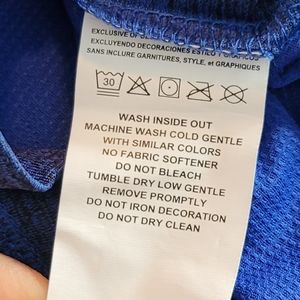 EXCLUSIVE OF
EXCLUYENDO DECORACIONES ESTILO Y GRAFICOS
SANS INCLURE GARNITURES, STYLE, et GRAPHIQUES
30
WASH INSIDE OUT
MACHINE WASH COLD GENTLE
WITH SIMILAR COLORS
NO FABRIC SOFTENER
DO NOT BLEACH
TUMBLE DRY LOW GENTLE
REMOVE PROMPTLY
DO NOT IRON DECORATION
DO NOT DRY CLEAN